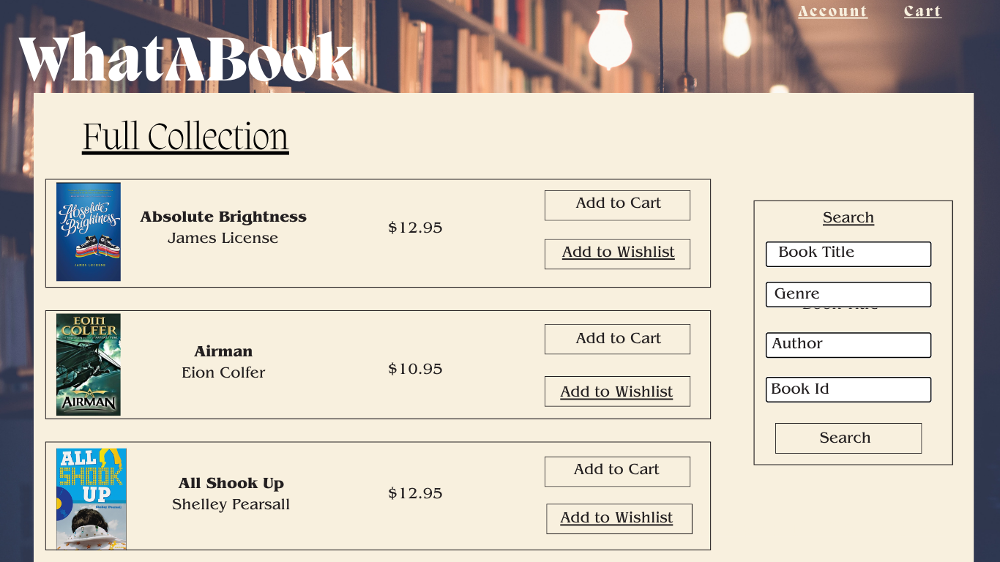 Account Cart
WhatABook
Full Collection
Absolute
Brightness
JAMES LECESNE
Absolute Brightness
James License
$12.95
Add to Cart
Add to Wishlist
EOIN
COLFER
AIRMAN
Airman
Eion Colfer
$10.95
Add to Cart
Add to Wishlist
ALL
SHOOK
UP
Shelley Pearsall
All Shook Up
Shelley Pearsall
$12.95
Add to Cart
Add to Wishlist
Search
Book Title
Genre
Author
Book Id
Search